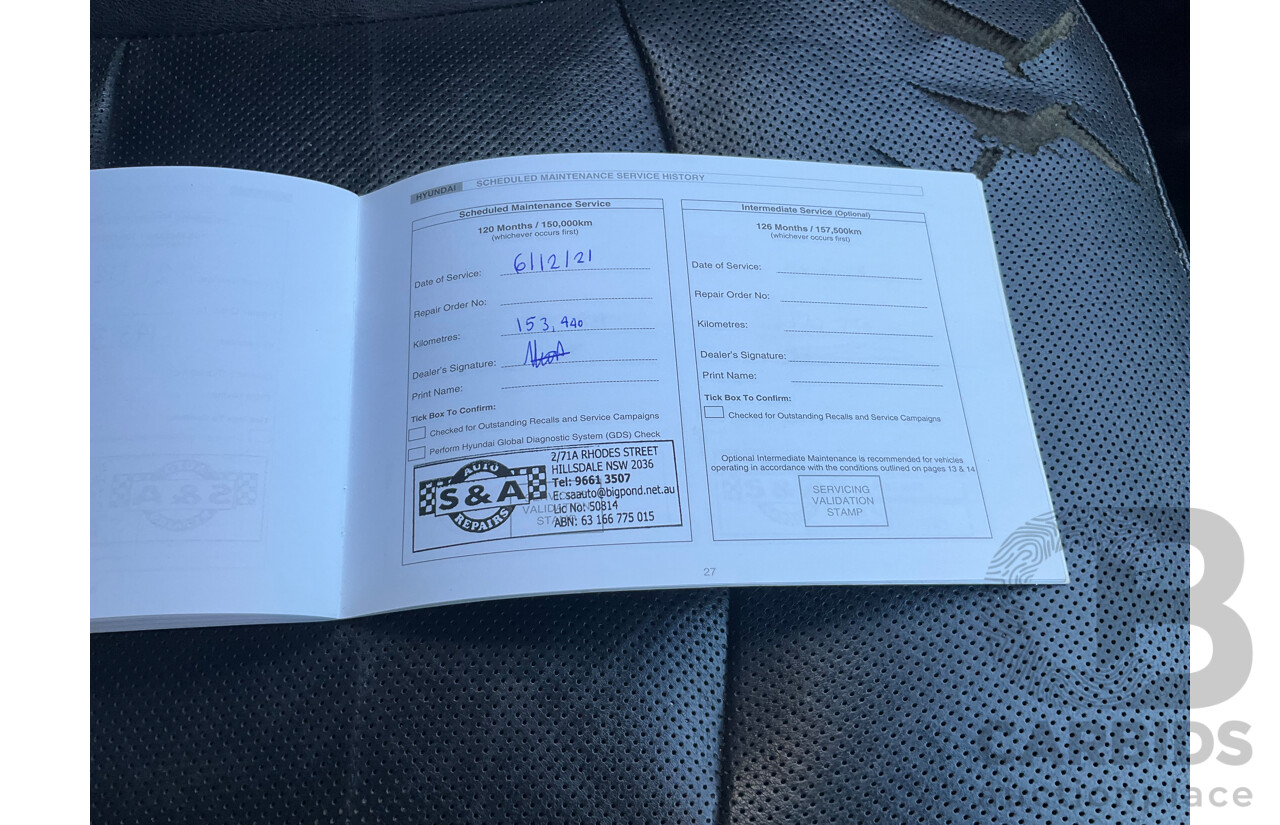 HYUNDAI SCHEDULED MAINTENANCE SERVICE HISTORY
Scheduled Maintenance Service
120 Months / 150,000km
(whichever occurs first)
Date of Service: 6/12/21
Repair Order No:
Kilometres: 153,440
Dealer's Signature:
Print Name:
Tick Box To Confirm:
Checked for Outstanding Recalls and Service Campaigns
Perform Hyundai Global Diagnostic System (GDS) Check
AUTO
S & A
REPAIRS
2/71A RHODES STREET
HILLSDALE NSW 2036
Tel: 9661 3507
E: saauto@bigpond.net.au
Lic No: 50814
ABN: 63 166 775 015
Intermediate Service (Optional)
126 Months / 157,500km
(whichever occurs first)
Date of Service:
Repair Order No:
Kilometres:
Dealer's Signature:
Print Name:
Tick Box To Confirm:
Checked for Outstanding Recalls and Service Campaigns
Optional Intermediate Maintenance is recommended for vehicles
operating in accordance with the conditions outlined on pages 13 & 14
SERVICING
VALIDATION
STAMP
27